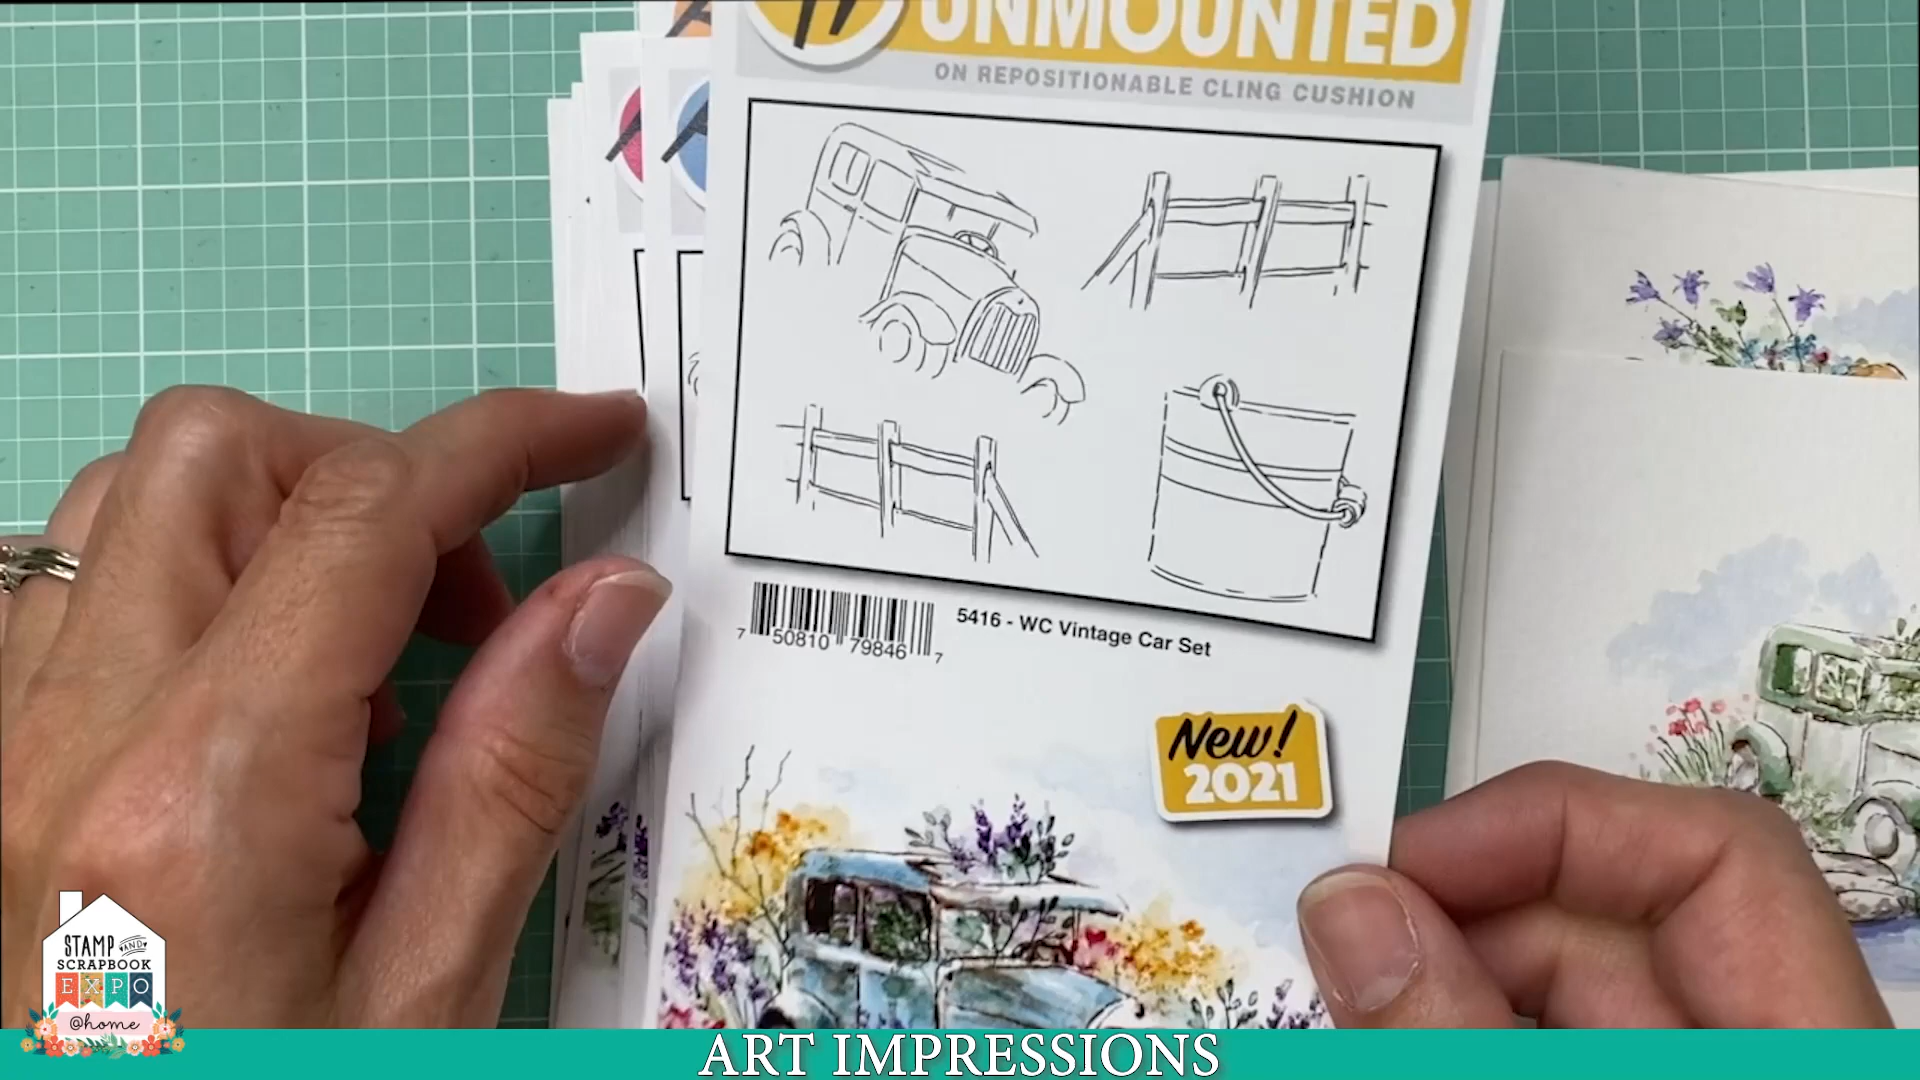 UNMOUNTED
ON REPOSITIONABLE CLING CUSHION
7 50810 79846 7
5416 - WC Vintage Car Set
New!
2021
STAMP AND
SCRAPBOOK
EXPO
@home
ART IMPRESSIONS